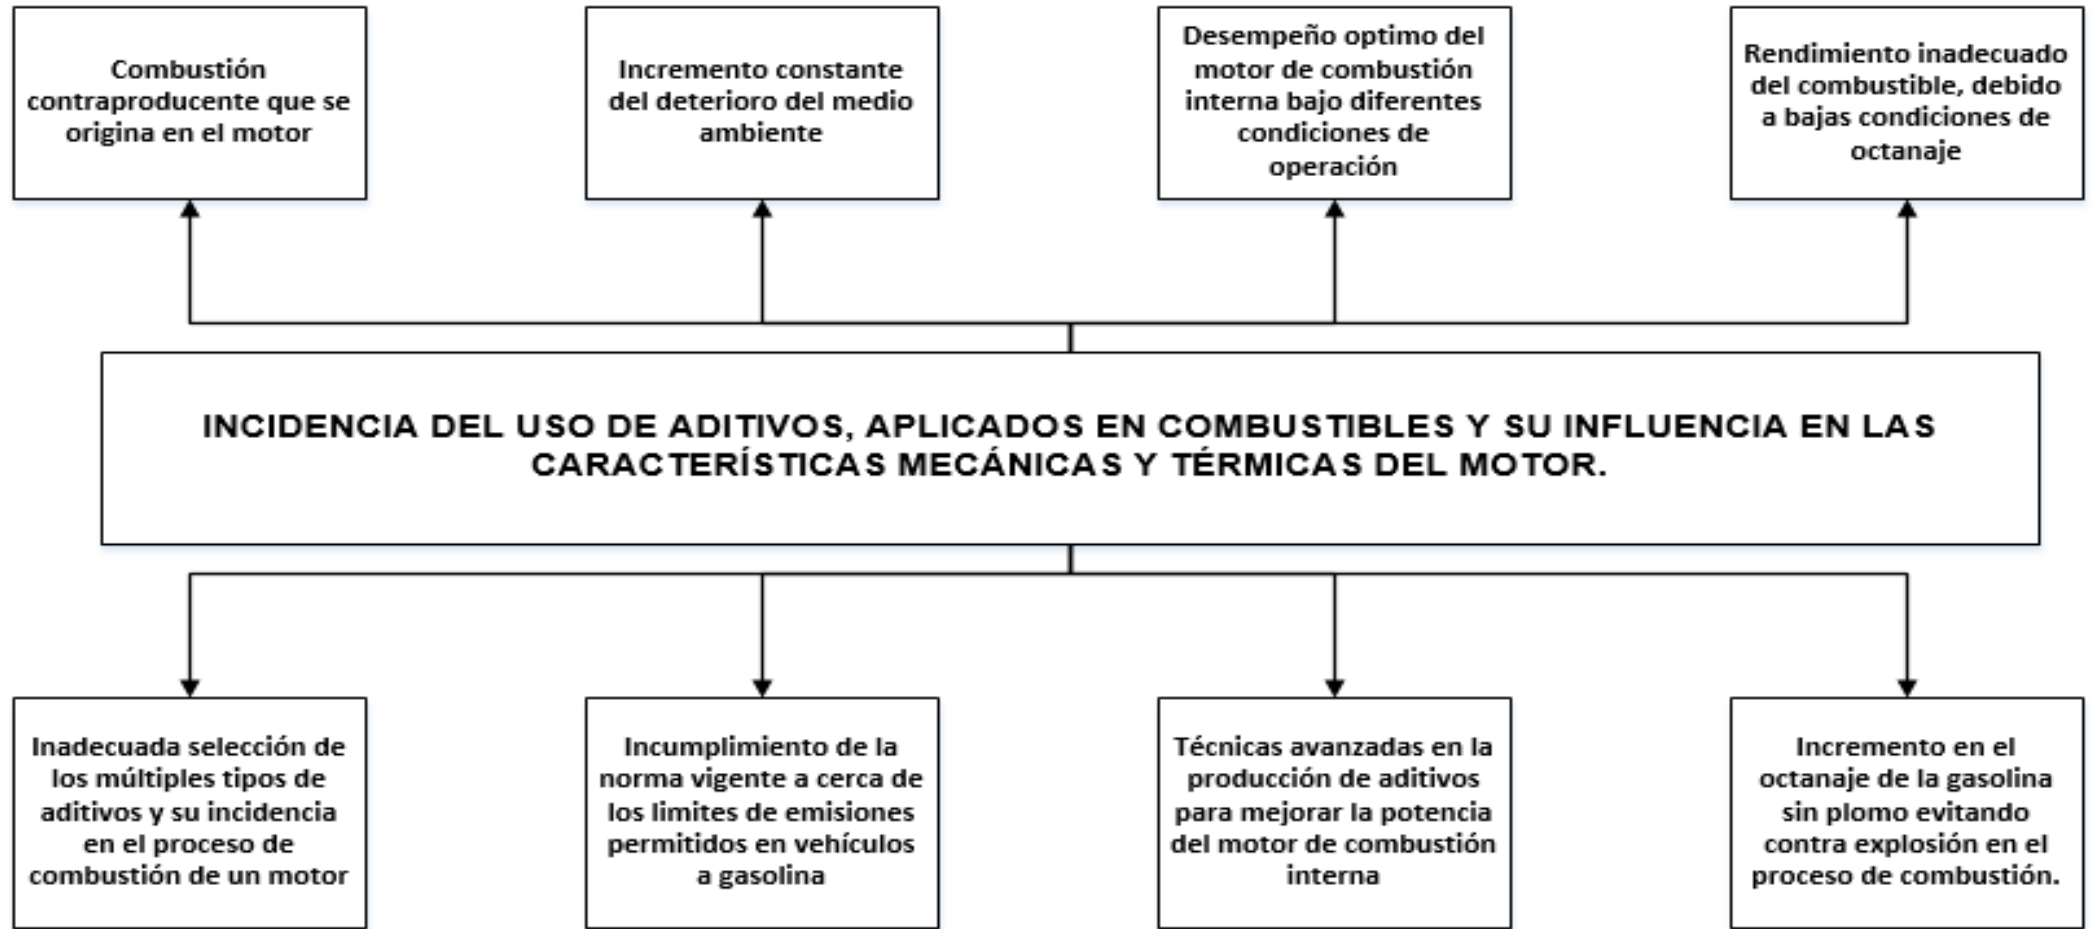 Combustión
contraproducente que se
origina en el motor
Incremento constante
del deterioro del medio
ambiente
Desempeño optimo del
motor de combustión
interna bajo diferentes
condiciones de
operación
Rendimiento inadecuado
del combustible, debido
a bajas condiciones de
octanaje
INCIDENCIA DEL USO DE ADITIVOS, APLICADOS EN COMBUSTIBLES Y SU INFLUENCIA EN LAS
CARACTERÍSTICAS MECÁNICAS Y TÉRMICAS DEL MOTOR.
Inadecuada selección de
los múltiples tipos de
aditivos y su incidencia
en el proceso de
combustión de un motor
Incumplimiento de la
norma vigente a cerca de
los limites de emisiones
permitidos en vehículos
a gasolina
Técnicas avanzadas en la
producción de aditivos
para mejorar la potencia
del motor de combustión
interna
Incremento en el
octanaje de la gasolina
sin plomo evitando
contra explosión en el
proceso de combustión.